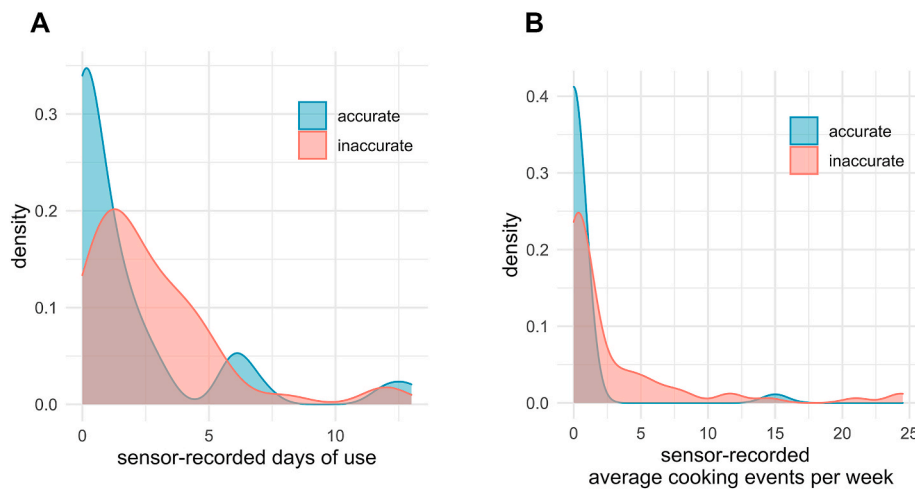 A
density
0.3
0.2
0.1
0.0
accurate
inaccurate
0 5 10
sensor-recorded days of use
B
density
0.4
0.3
0.2
0.1
0.0
accurate
inaccurate
0 5 10 15 20 25
sensor-recorded
average cooking events per week